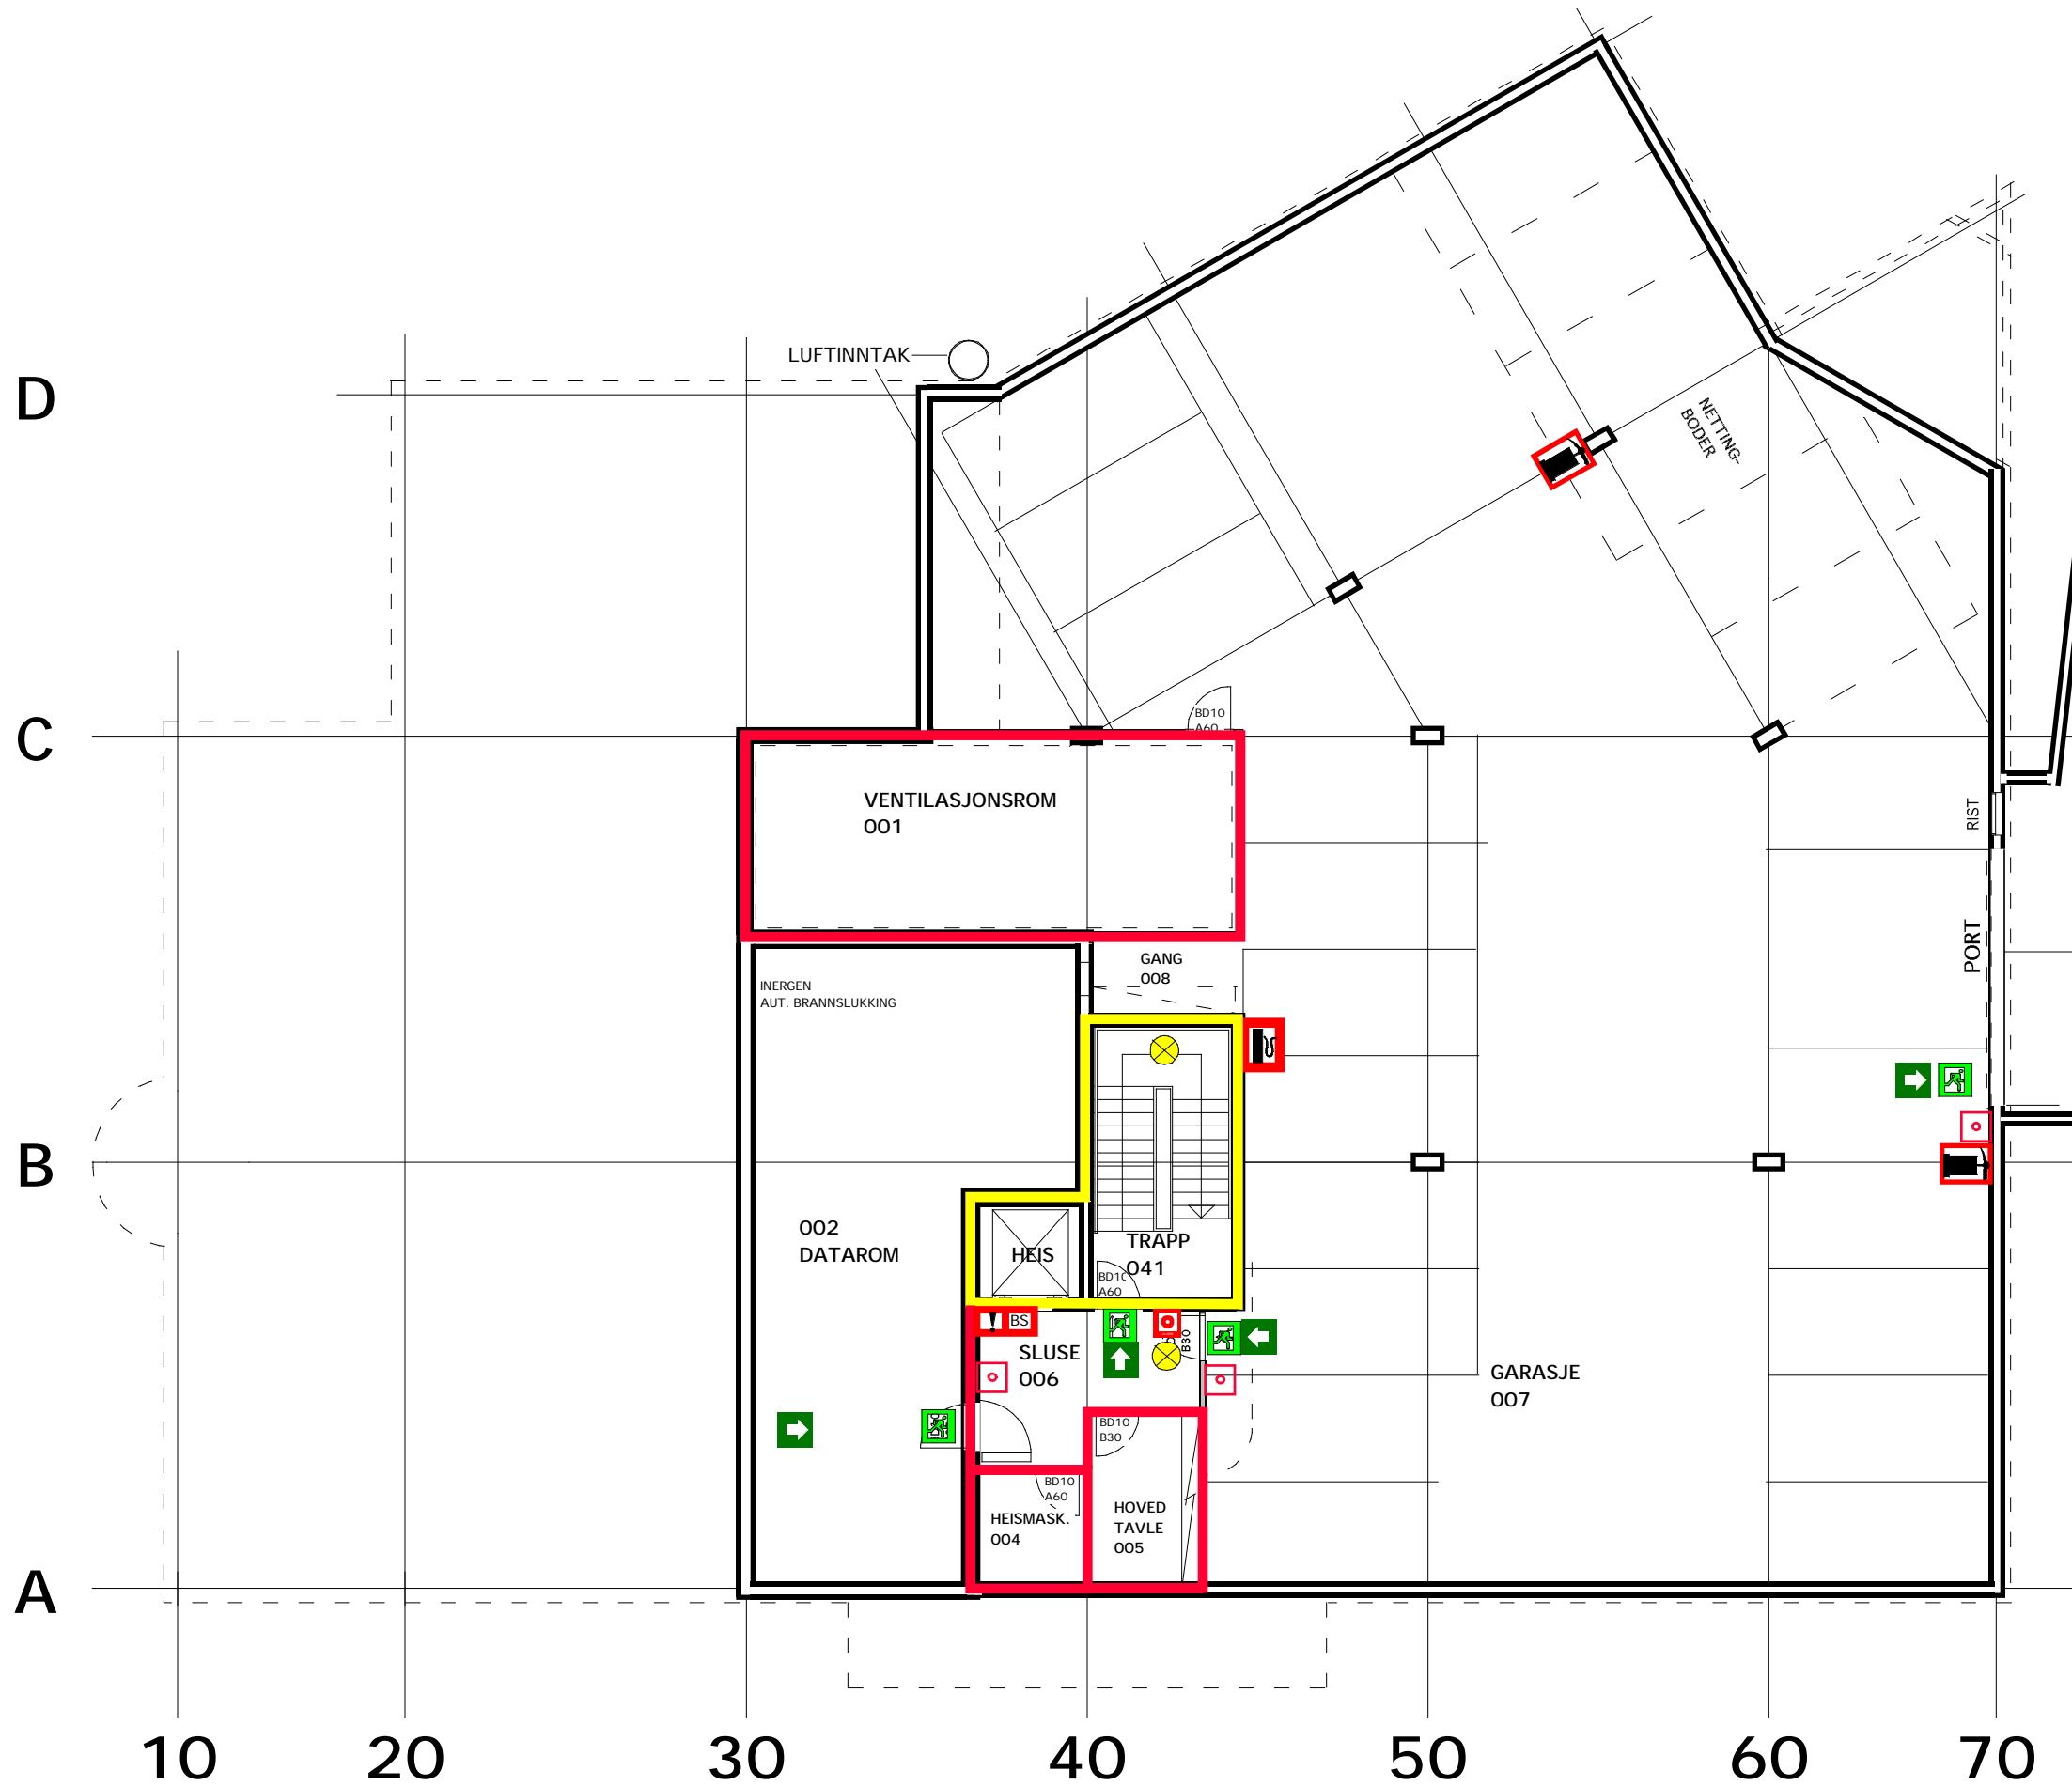 LUFTINNTAK
D
NETTING-
BODER
BD10
A60
C
VENTILASJONSROM
001
RIST
PORT
GANG
008
INERGEN
AUT. BRANNSLUKKING
B
002
DATAROM
HEIS
TRAPP
041
BD10
A60
! BS
B30
SLUSE
006
GARASJE
007
BD10
B30
BD10
A60
HEISMASK.
004
HOVED
TAVLE
005
A
10 20 30 40 50 60 70